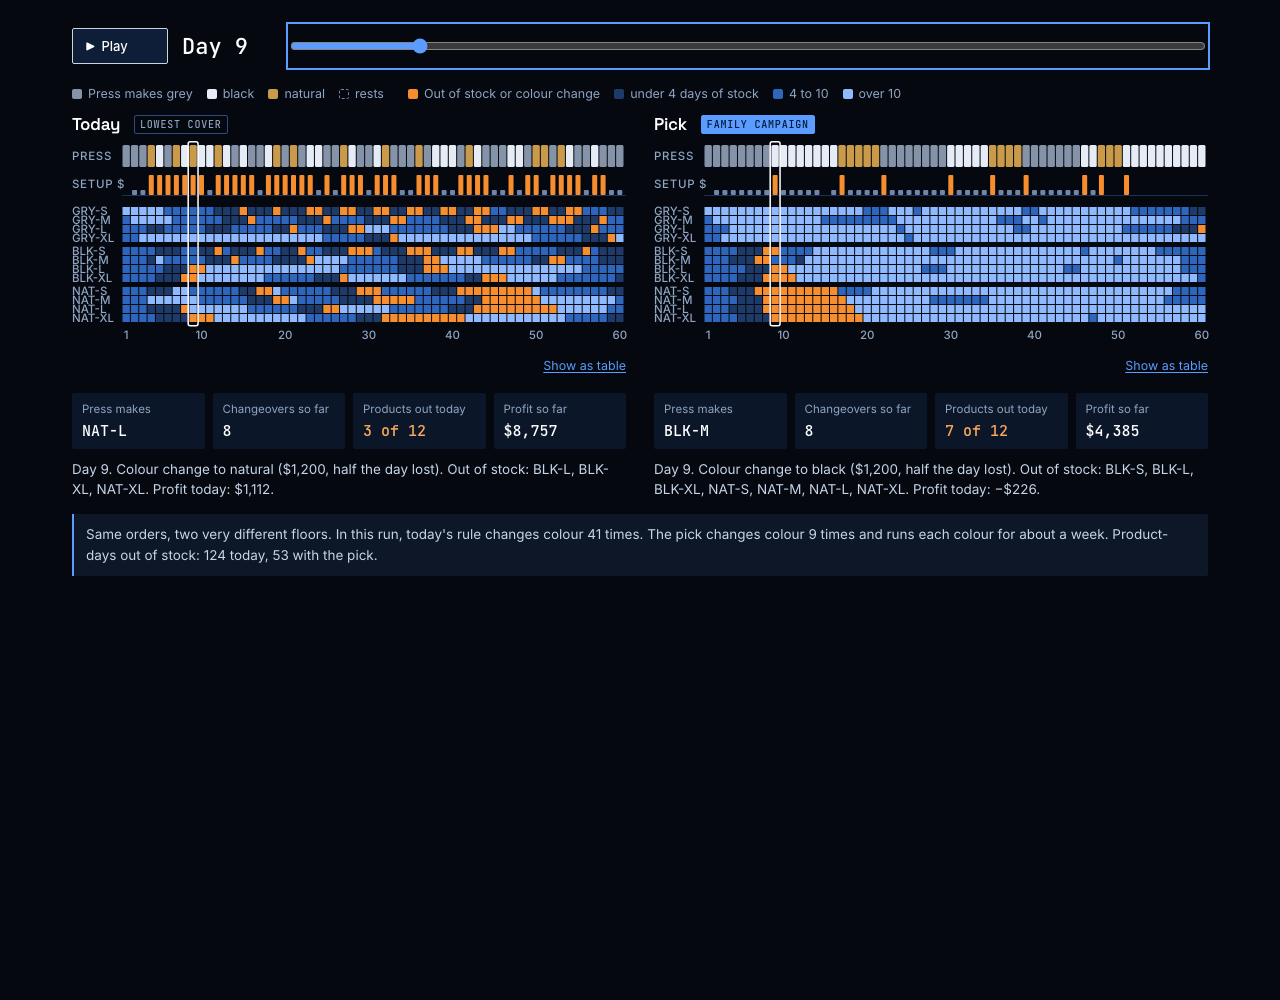 ▶ Play
Day 9
Press makes grey black natural rests Out of stock or colour change under 4 days of stock 4 to 10 over 10
Today LOWEST COVER
PRESS
SETUP $
GRY-S
GRY-M
GRY-L
GRY-XL
BLK-S
BLK-M
BLK-L
BLK-XL
NAT-S
NAT-M
NAT-L
NAT-XL
1 10 20 30 40 50 60
Show as table
Press makes
NAT-L
Changeovers so far
8
Products out today
3 of 12
Profit so far
$8,757
Day 9. Colour change to natural ($1,200, half the day lost). Out of stock: BLK-L, BLK-
XL, NAT-XL. Profit today: $1,112.
Pick FAMILY CAMPAIGN
PRESS
SETUP $
GRY-S
GRY-M
GRY-L
GRY-XL
BLK-S
BLK-M
BLK-L
BLK-XL
NAT-S
NAT-M
NAT-L
NAT-XL
1 10 20 30 40 50 60
Show as table
Press makes
BLK-M
Changeovers so far
8
Products out today
7 of 12
Profit so far
$4,385
Day 9. Colour change to black ($1,200, half the day lost). Out of stock: BLK-S, BLK-L,
BLK-XL, NAT-S, NAT-M, NAT-L, NAT-XL. Profit today: −$226.
Same orders, two very different floors. In this run, today's rule changes colour 41 times. The pick changes colour 9 times and runs each colour for about a week. Product-
days out of stock: 124 today, 53 with the pick.